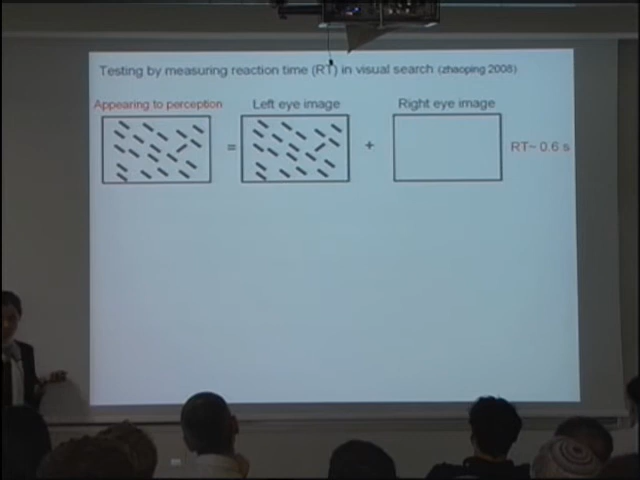 Testing by measuring reaction time (RT) in visual search (zhaoping 2008)
Appearing to perception
Left eye image
Right eye image
=
+
RT~ 0.6 s